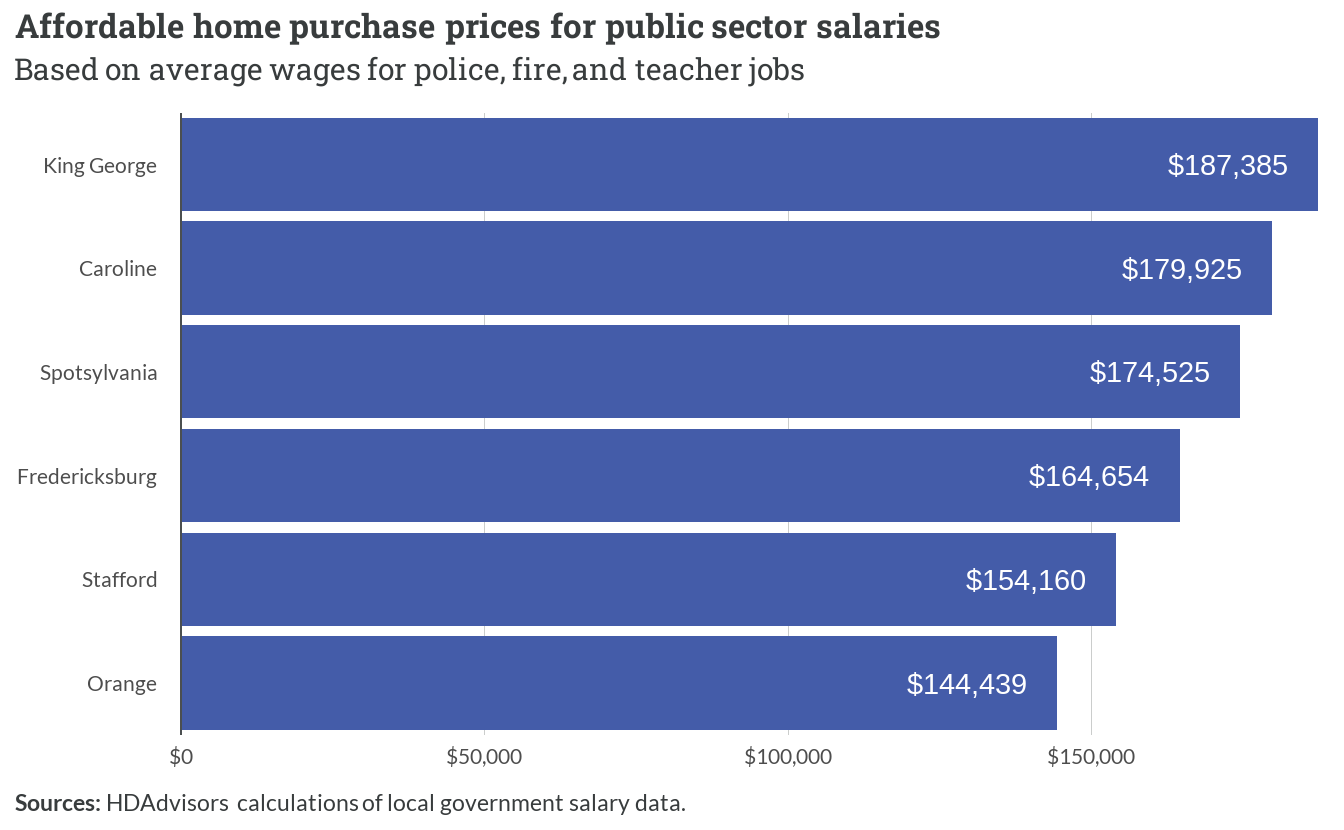 Affordable home purchase prices for public sector salaries
Based on average wages for police, fire, and teacher jobs
King George $187,385
Caroline $179,925
Spotsylvania $174,525
Fredericksburg $164,654
Stafford $154,160
Orange $144,439
$0 $50,000 $100,000 $150,000
Sources: HDAdvisors calculations of local government salary data.